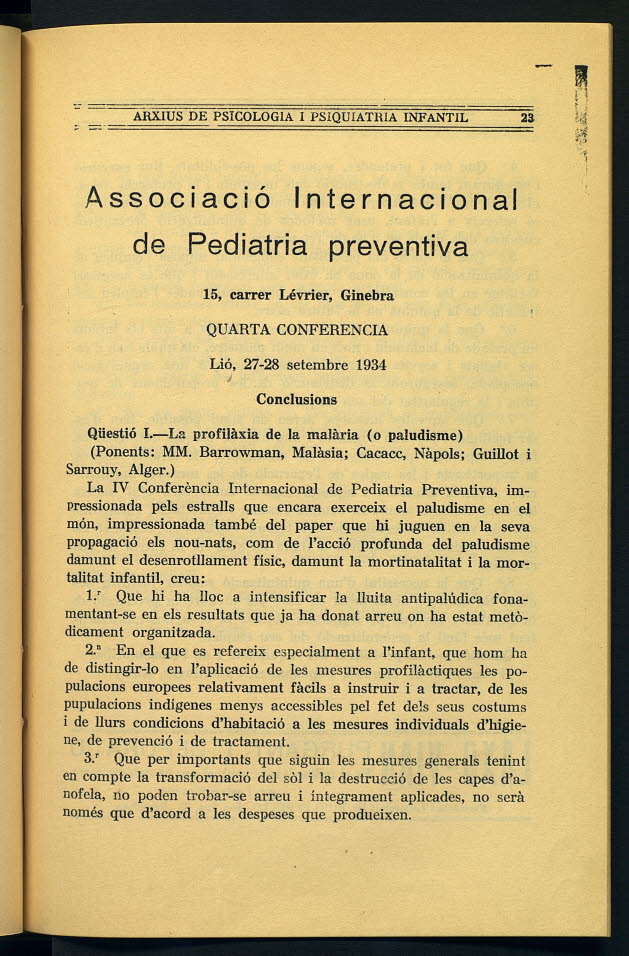 ARXIUS DE PSICOLOGIA I PSIQUIATRIA INFANTIL 23
Associació Internacional
de Pediatria preventiva
15, carrer Lévrier, Ginebra
QUARTA CONFERENCIA
Lió, 27-28 setembre 1934
Conclusions
Qüestió I.—La profilàxia de la malària (o paludisme)
(Ponents: MM. Barrowman, Malàsia; Cacacc, Nàpols; Guillot i
Sarrouy, Alger.)
La IV Conferència Internacional de Pediatria Preventiva, im-
pressionada pels estralls que encara exerceix el paludisme en el
món, impressionada també del paper que hi juguen en la seva
propagació els nou-nats, com de l'acció profunda del paludisme
damunt el desenrotllament físic, damunt la mortinatalitat i la mor-
talitat infantil, creu:
1.r Que hi ha lloc a intensificar la lluita antipalúdica fona-
mentant-se en els resultats que ja ha donat arreu on ha estat metò-
dicament organitzada.
2.n En el que es refereix especialment a l'infant, que hom ha
de distingir-lo en l'aplicació de les mesures profilàctiques les po-
pulacions europees relativament fàcils a instruir i a tractar, de les
pupulacions indígenes menys accessibles pel fet dels seus costums
i de llurs condicions d'habitació a les mesures individuals d'higie-
ne, de prevenció i de tractament.
3.r Que per importants que siguin les mesures generals tenint
en compte la transformació del sòl i la destrucció de les capes d'a-
nofela, no poden trobar-se arreu i íntegrament aplicades, no serà
només que d'acord a les despeses que produeixen.